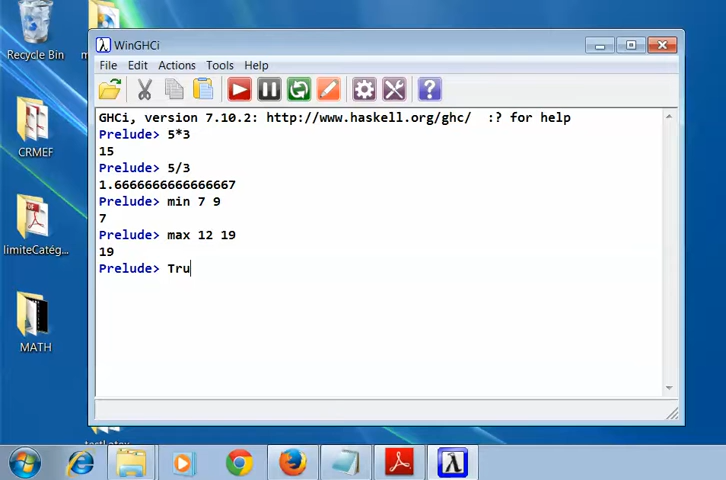 Recycle Bin
CRMEF
limiteCatég...
MATH
WinGHCi
File Edit Actions Tools Help
GHCi, version 7.10.2: http://www.haskell.org/ghc/ :? for help
Prelude> 5*3
15
Prelude> 5/3
1.6666666666666667
Prelude> min 7 9
7
Prelude> max 12 19
19
Prelude> Tru